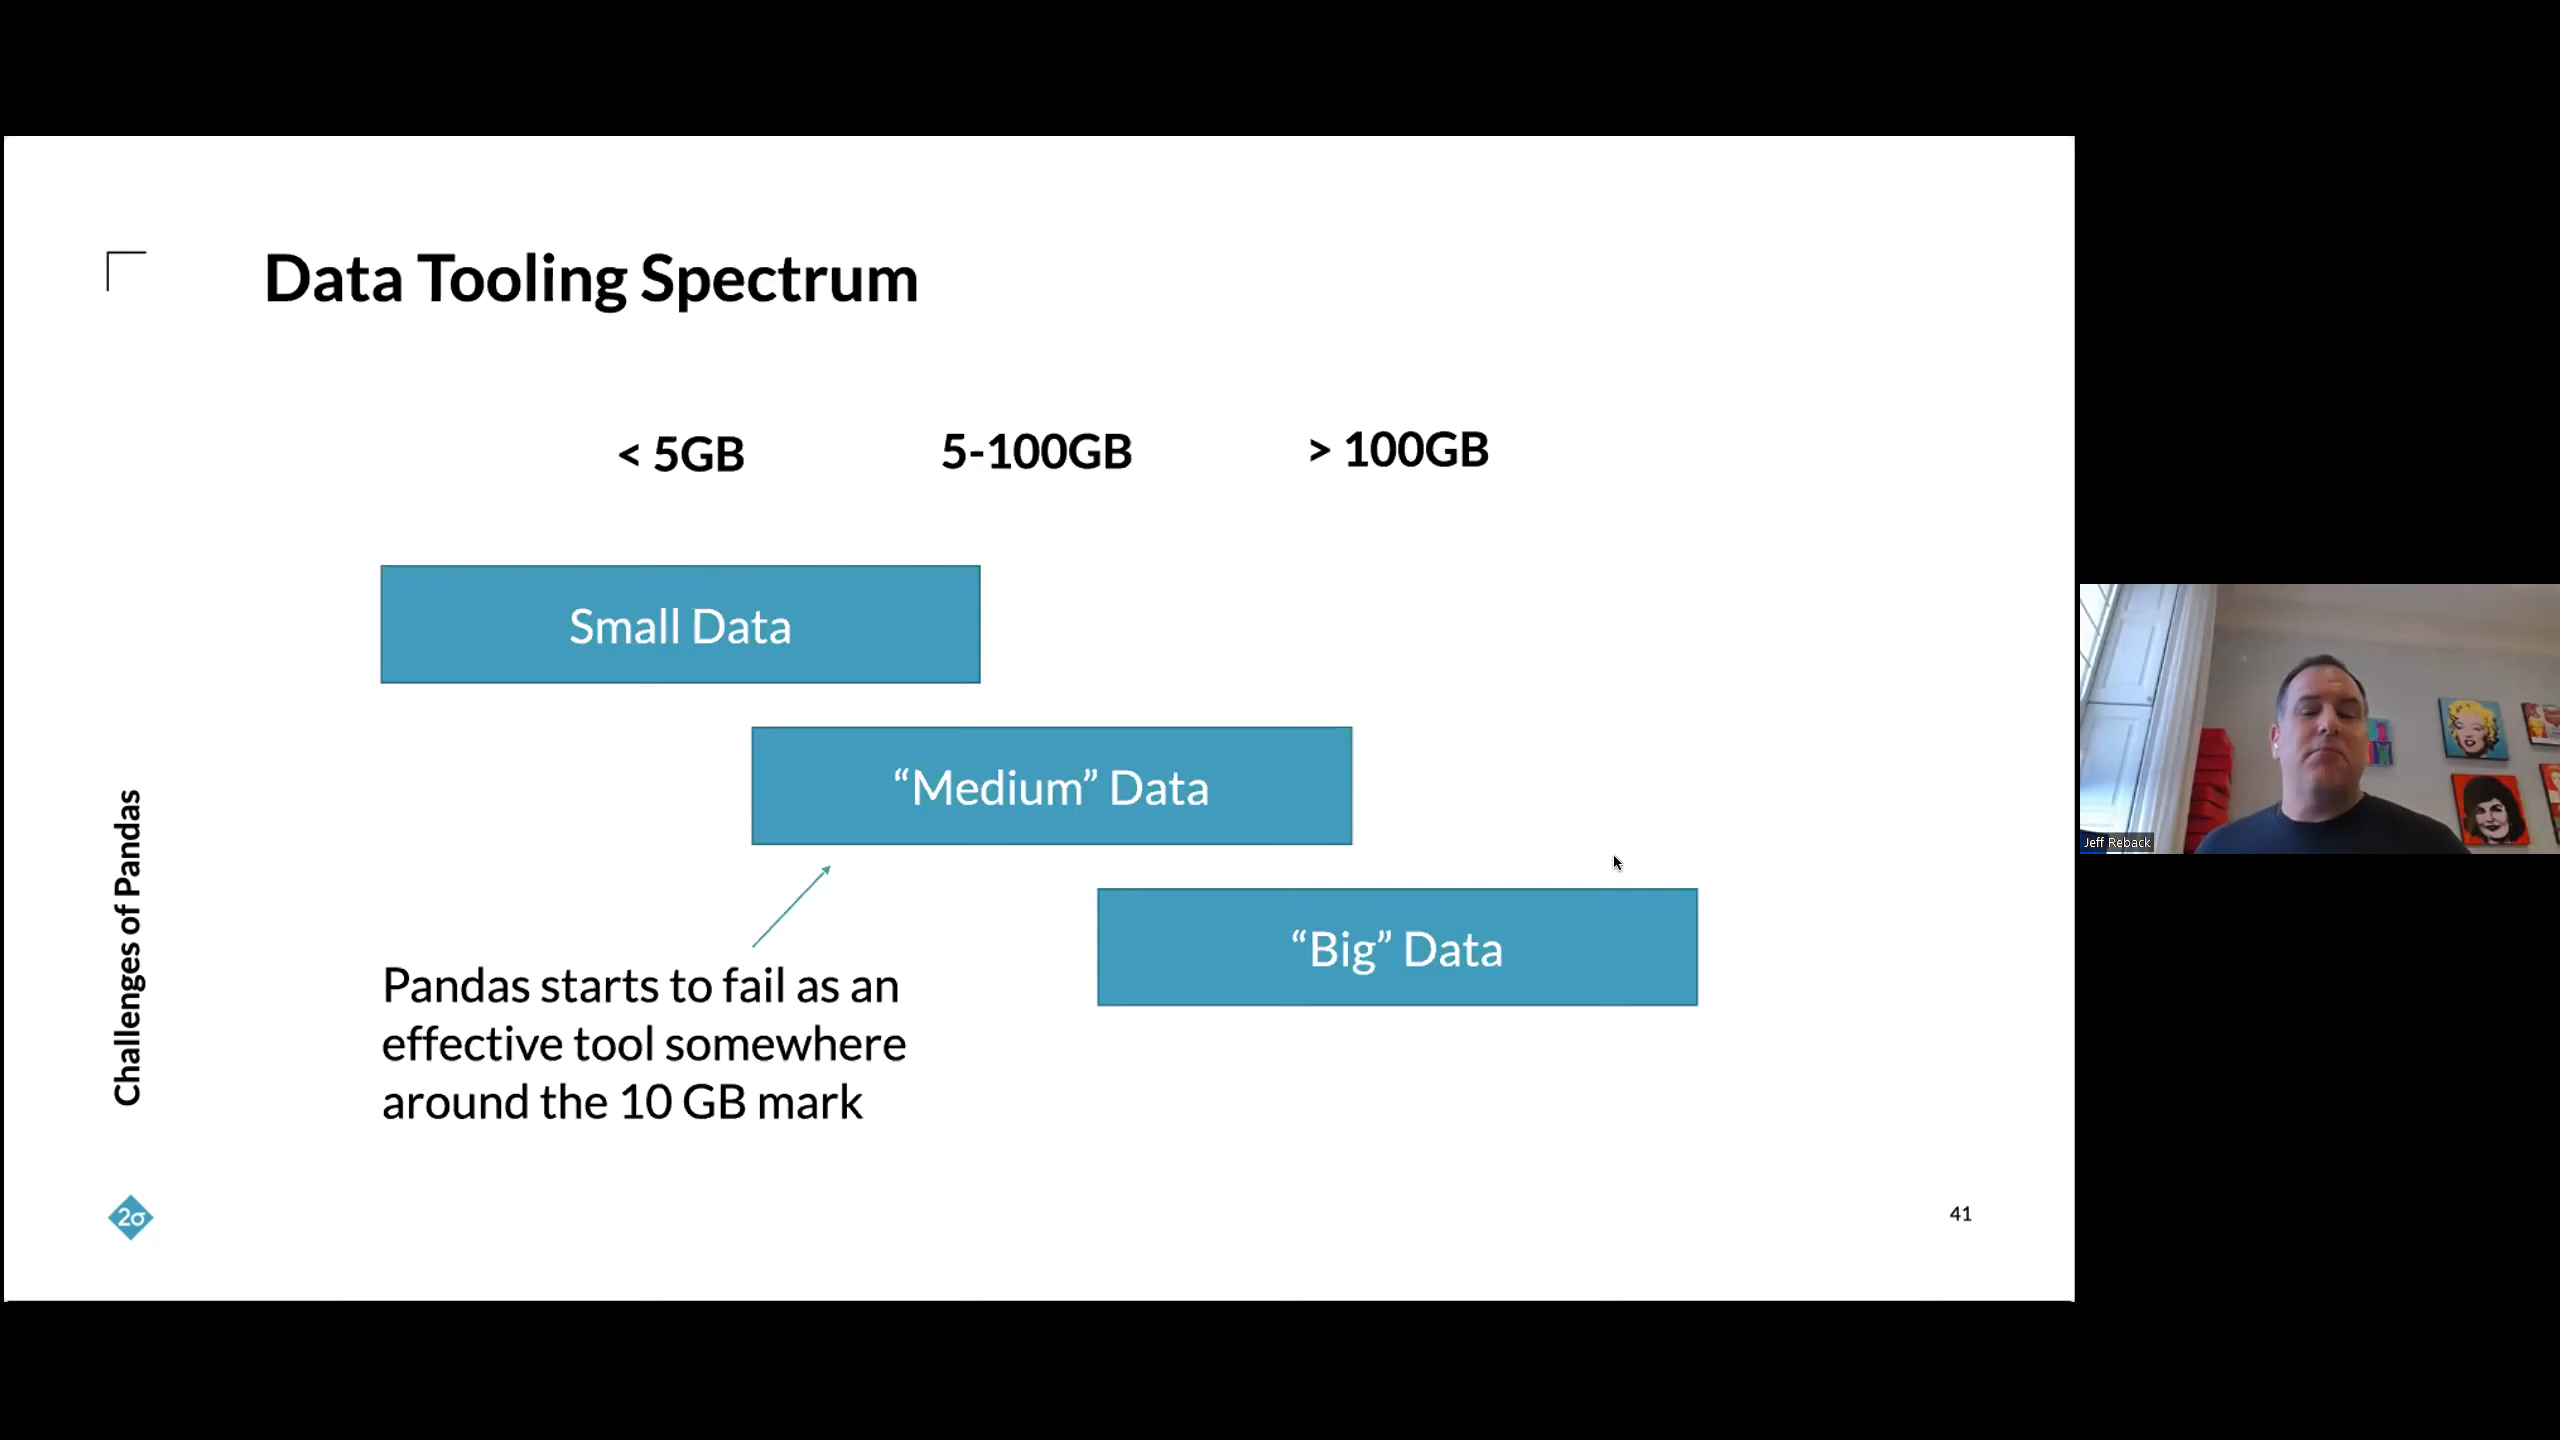 Data Tooling Spectrum
< 5GB
5-100GB
> 100GB
Small Data
“Medium” Data
“Big” Data
Pandas starts to fail as an
effective tool somewhere
around the 10 GB mark
Challenges of Pandas
2σ
41
Jeff Reback